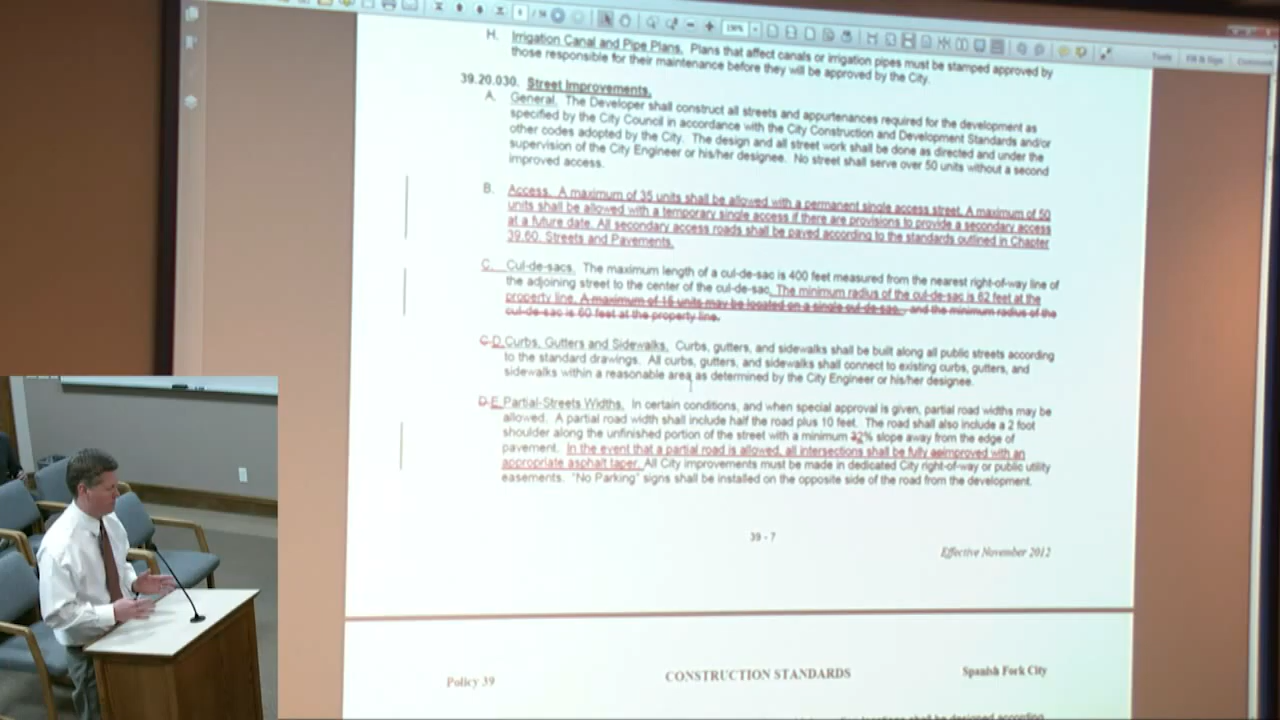 130%
Tools
Fill & Sign
Comment
H. Irrigation Canal and Pipe Plans. Plans that affect canals or irrigation pipes must be stamped approved by
those responsible for their maintenance before they will be approved by the City.
39.20.030. Street Improvements.
A. General. The Developer shall construct all streets and appurtenances required for the development as
specified by the City Council in accordance with the City Construction and Development Standards and/or
other codes adopted by the City. The design and all street work shall be done as directed and under the
supervision of the City Engineer or his/her designee. No street shall serve over 50 units without a second
improved access.
B. Access. A maximum of 35 units shall be allowed with a permanent single access street. A maximum of 50
units shall be allowed with a temporary single access if there are provisions to provide a secondary access
at a future date. All secondary access roads shall be paved according to the standards outlined in Chapter
39.60. Streets and Pavements.
C. Cul-de-sacs. The maximum length of a cul-de-sac is 400 feet measured from the nearest right-of-way line of
the adjoining street to the center of the cul-de-sac. The minimum radius of the cul-de-sac is 62 feet at the
property line. A maximum of 16 units may be located on a single cul-de-sac, and the minimum radius of the
cul-de-sac is 60 feet at the property line.
C.D.Curbs, Gutters and Sidewalks. Curbs, gutters, and sidewalks shall be built along all public streets according
to the standard drawings. All curbs, gutters, and sidewalks shall connect to existing curbs, gutters, and
sidewalks within a reasonable area as determined by the City Engineer or his/her designee.
D.E.Partial-Streets Widths. In certain conditions, and when special approval is given, partial road widths may be
allowed. A partial road width shall include half the road plus 10 feet. The road shall also include a 2 foot
shoulder along the unfinished portion of the street with a minimum 32% slope away from the edge of
pavement. In the event that a partial road is allowed, all intersections shall be fully apimproved with an
appropriate asphalt taper. All City improvements must be made in dedicated City right-of-way or public utility
easements. "No Parking" signs shall be installed on the opposite side of the road from the development.
39 - 7
Effective November 2012
Policy 39 CONSTRUCTION STANDARDS Spanish Fork City